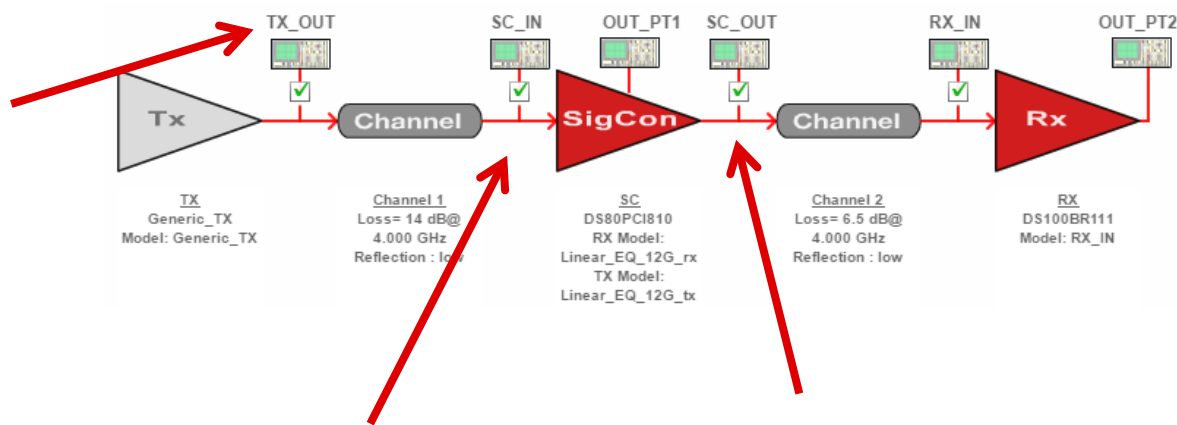 TX_OUT
SC_IN
OUT_PT1
SC_OUT
RX_IN
OUT_PT2
Tx
Channel
SigCon
Channel
Rx
TX
Generic_TX
Model: Generic_TX
Channel 1
Loss= 14 dB@
4.000 GHz
Reflection : low
SC
DS80PCI810
RX Model:
Linear_EQ_12G_rx
TX Model:
Linear_EQ_12G_tx
Channel 2
Loss= 6.5 dB@
4.000 GHz
Reflection : low
RX
DS100BR111
Model: RX_IN